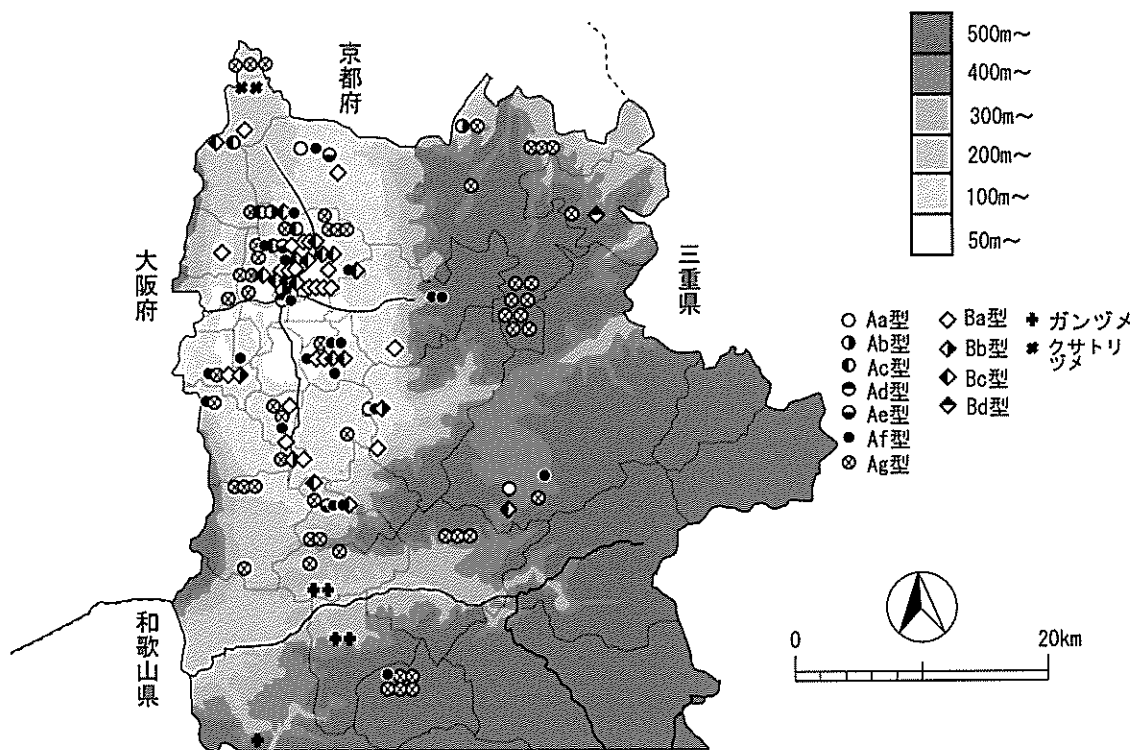 京都府
大阪府
三重県
和歌山県
500m～
400m～
300m～
200m～
100m～
50m～
Aa型
Ab型
Ac型
Ad型
Ae型
Af型
Ag型
Ba型
Bb型
Bc型
Bd型
ガンヅメ
クサトリ
ヅメ
0
20km